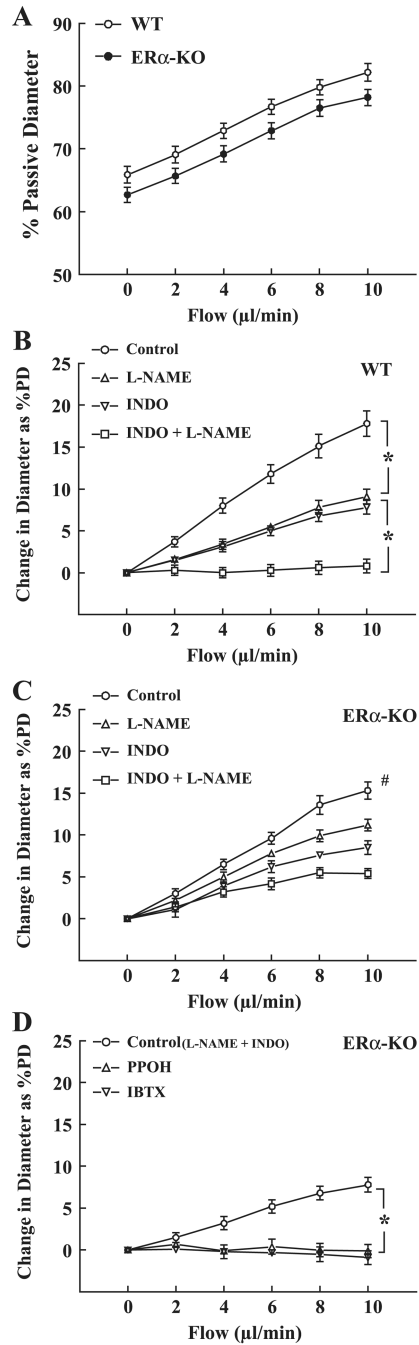 A
WT
ERα-KO
% Passive Diameter
90
80
70
60
50
0 2 4 6 8 10
Flow (µl/min)
B
Control
L-NAME
INDO
INDO + L-NAME
WT
Change in Diameter as %PD
25
20
15
10
5
0
*
*
0 2 4 6 8 10
Flow (µl/min)
C
Control
L-NAME
INDO
INDO + L-NAME
ERα-KO
Change in Diameter as %PD
25
20
15
10
5
0
#
0 2 4 6 8 10
Flow (µl/min)
D
Control(L-NAME + INDO)
PPOH
IBTX
ERα-KO
Change in Diameter as %PD
25
20
15
10
5
0
*
0 2 4 6 8 10
Flow (µl/min)